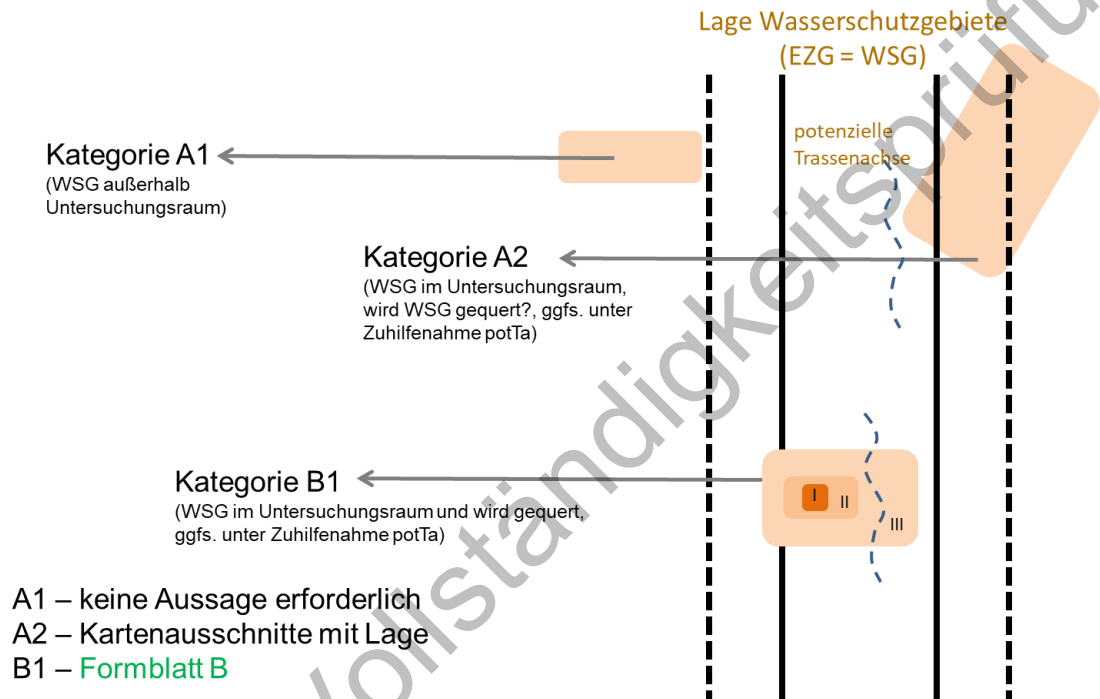 Lage Wasserschutzgebiete
(EZG = WSG)
potenzielle
Trassenachse
Kategorie A1
(WSG außerhalb
Untersuchungsraum)
Kategorie A2
(WSG im Untersuchungsraum,
wird WSG gequert?, ggfs. unter
Zuhilfenahme potTa)
Kategorie B1
(WSG im Untersuchungsraum und wird gequert,
ggfs. unter Zuhilfenahme potTa)
I
II
III
A1 – keine Aussage erforderlich
A2 – Kartenausschnitte mit Lage
B1 – Formblatt B
Vollständigkeitsprüfu